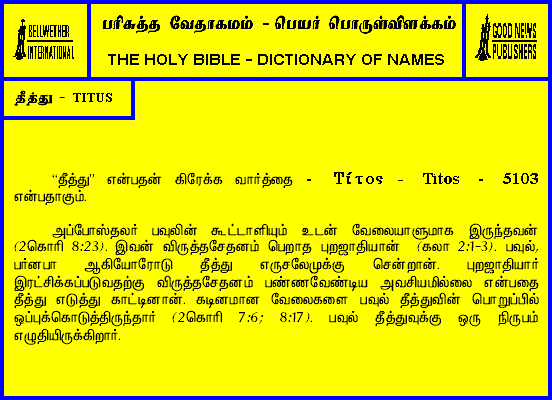 BELLWETHER
INTERNATIONAL
பரிசுத்த வேதாகமம் - பெயர் பொருள்விளக்கம்
THE HOLY BIBLE - DICTIONARY OF NAMES
GOOD NEWS
PUBLISHERS
தீத்து - TITUS
“தீத்து” என்பதன் கிரேக்க வார்த்தை - Τίτος - Titos - 5103
என்பதாகும்.
அப்போஸ்தலர் பவுலின் கூட்டாளியும் உடன் வேலையாளுமாக இருந்தவன்
(2கொரி 8:23). இவன் விருத்தசேதனம் பெறாத புறஜாதியான் (கலா 2:1-3). பவுல்,
பர்னபா ஆகியோரோடு தீத்து எருசலேமுக்கு சென்றான். புறஜாதியார்
இரட்சிக்கப்படுவதற்கு விருத்தசேதனம் பண்ணவேண்டிய அவசியமில்லை என்பதை
தீத்து எடுத்து காட்டினான். கடினமான வேலைகளை பவுல் தீத்துவின் பொறுப்பில்
ஒப்புக்கொடுத்திருந்தார் (2கொரி 7:6; 8:17). பவுல் தீத்துவுக்கு ஒரு நிருபம்
எழுதியிருக்கிறார்.